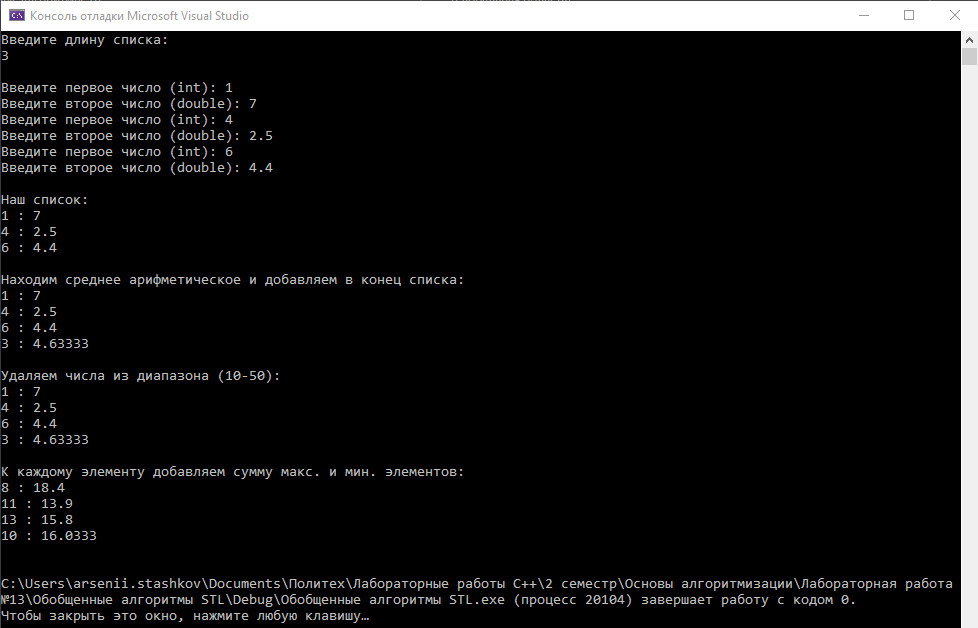 Консоль отладки Microsoft Visual Studio
Введите длину списка:
3
Введите первое число (int): 1
Введите второе число (double): 7
Введите первое число (int): 4
Введите второе число (double): 2.5
Введите первое число (int): 6
Введите второе число (double): 4.4
Наш список:
1 : 7
4 : 2.5
6 : 4.4
Находим среднее арифметическое и добавляем в конец списка:
1 : 7
4 : 2.5
6 : 4.4
3 : 4.63333
Удаляем числа из диапазона (10-50):
1 : 7
4 : 2.5
6 : 4.4
3 : 4.63333
К каждому элементу добавляем сумму макс. и мин. элементов:
8 : 18.4
11 : 13.9
13 : 15.8
10 : 16.0333
C:\Users\arsenii.stashkov\Documents\Политех\Лабораторные работы C++\2 семестр\Основы алгоритмизации\Лабораторная работа
№13\Обобщенные алгоритмы STL\Debug\Обобщенные алгоритмы STL.exe (процесс 20104) завершает работу с кодом 0.
Чтобы закрыть это окно, нажмите любую клавишу…